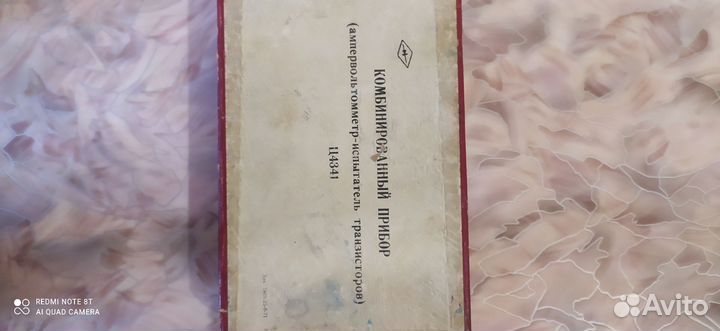 КОМБИНИРОВАННЫЙ ПРИБОР
(ампервольтомметр-испытатель транзисторов)
Ц4341
REDMI NOTE 8T
AI QUAD CAMERA
Avito